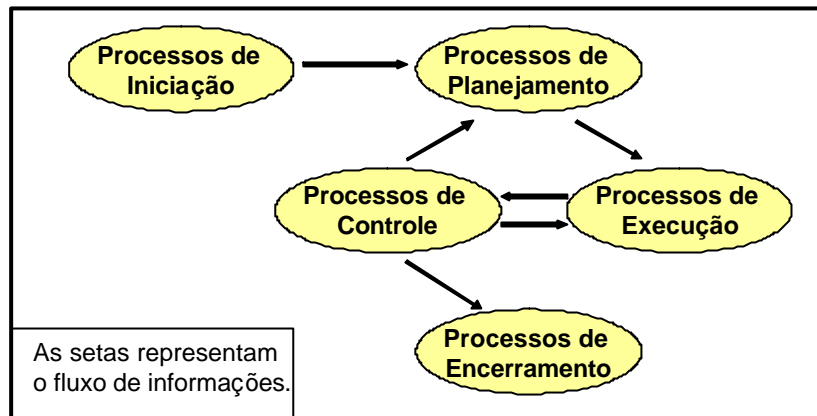 Processos de
Iniciação
Processos de
Planejamento
Processos de
Controle
Processos de
Execução
Processos de
Encerramento
As setas representam
o fluxo de informações.